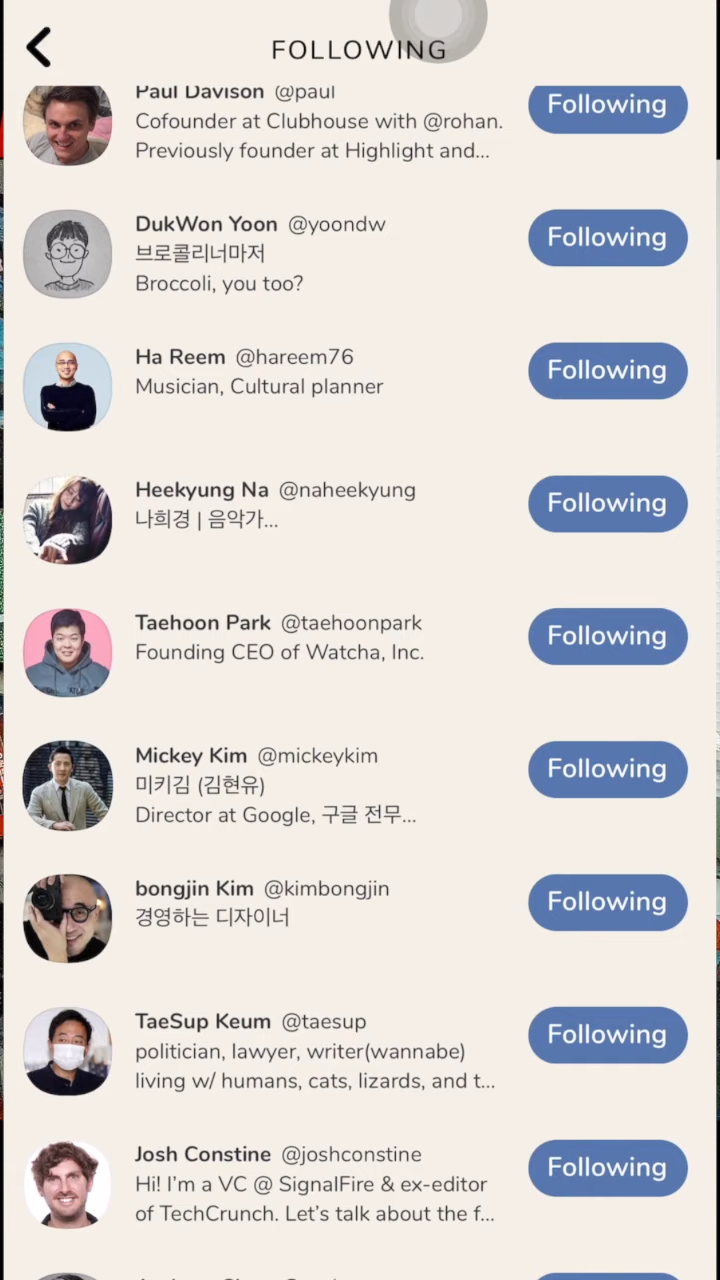 FOLLOWING
Paul Davison @paul
Following
Cofounder at Clubhouse with @rohan.
Previously founder at Highlight and...
DukWon Yoon @yoondw
Following
브로콜리너마저
Broccoli, you too?
Ha Reem @hareem76
Following
Musician, Cultural planner
Heekyung Na @naheekyung
Following
나희경 | 음악가...
Taehoon Park @taehoonpark
Following
Founding CEO of Watcha, Inc.
Mickey Kim @mickeykim
Following
미키김 (김현유)
Director at Google, 구글 전무...
bongjin Kim @kimbongjin
Following
경영하는 디자이너
TaeSup Keum @taesup
Following
politician, lawyer, writer(wannabe)
living w/ humans, cats, lizards, and t...
Josh Constine @joshconstine
Following
Hi! I'm a VC @ SignalFire & ex-editor
of TechCrunch. Let's talk about the f...